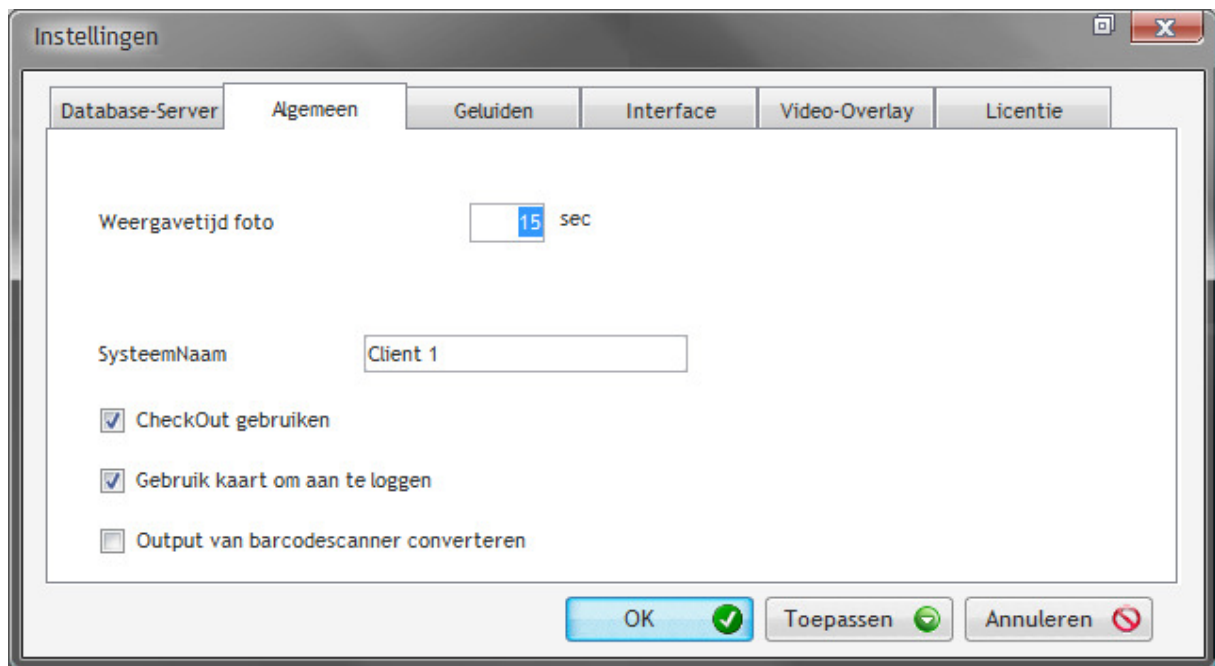 Instellingen
Database-Server Algemeen Geluiden Interface Video-Overlay Licentie
Weergavetijd foto 15 sec
SysteemNaam Client 1
CheckOut gebruiken
Gebruik kaart om aan te loggen
Output van barcodescanner converteren
OK Toepassen Annuleren